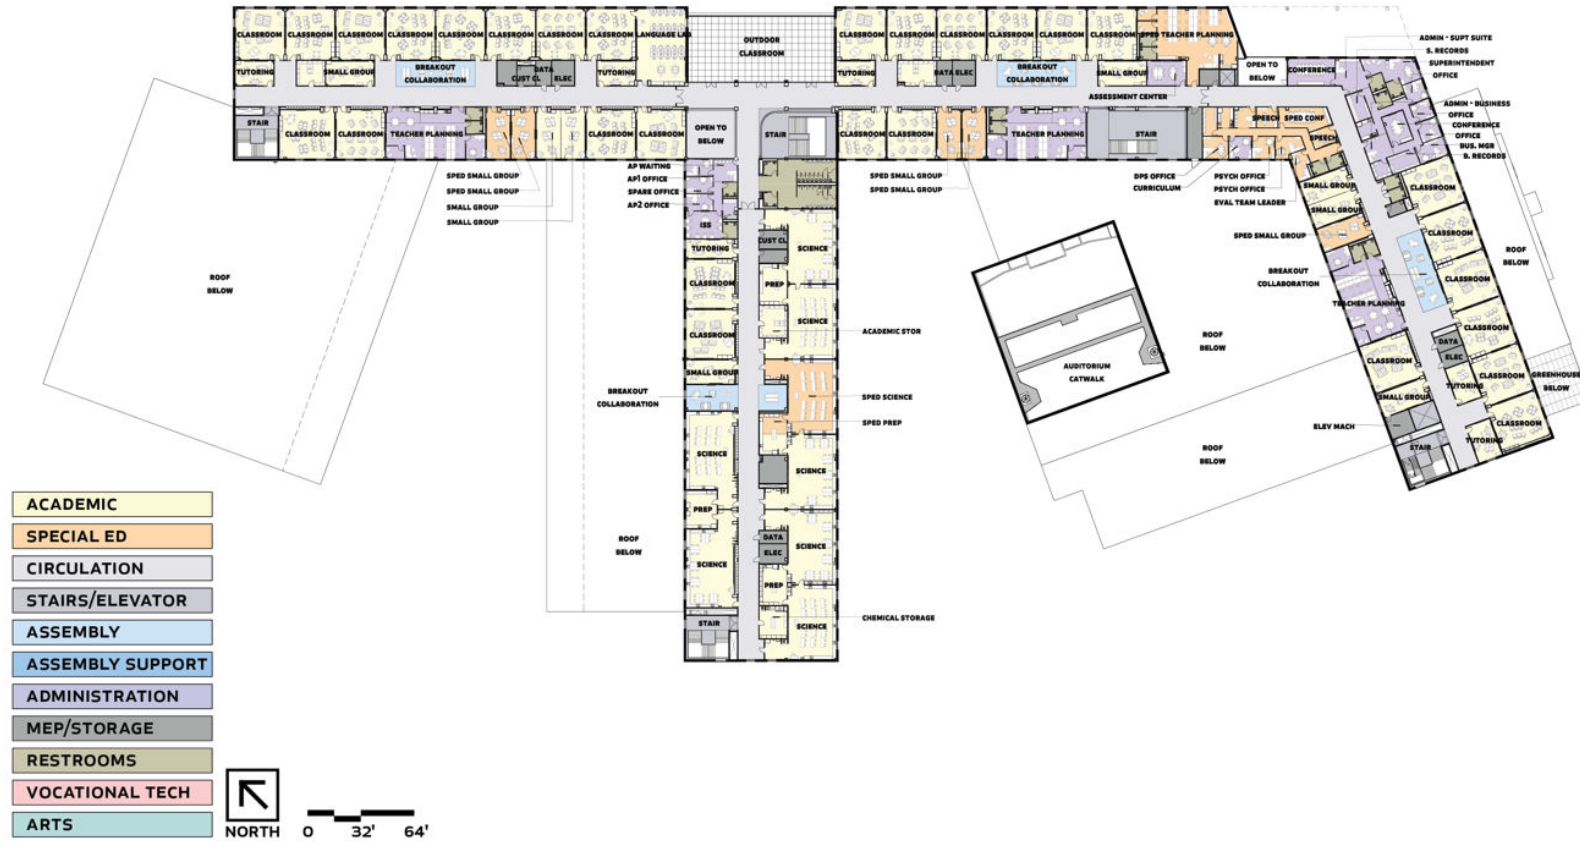 CLASSROOM
CLASSROOM
CLASSROOM
CLASSROOM
CLASSROOM
CLASSROOM
CLASSROOM
CLASSROOM
LANGUAGE LAB
OUTDOOR
CLASSROOM
CLASSROOM
CLASSROOM
CLASSROOM
CLASSROOM
CLASSROOM
CLASSROOM
SPED TEACHER PLANNING
TUTORING
SMALL GROUP
BREAKOUT
COLLABORATION
CUST CL
DATA
ELEC
TUTORING
TUTORING
DATA
ELEC
BREAKOUT
COLLABORATION
SMALL GROUP
ASSESSMENT CENTER
OPEN TO
BELOW
CONFERENCE
ADMIN - SUPT SUITE
S. RECORDS
SUPERINTENDENT
OFFICE
ADMIN - BUSINESS
OFFICE
CONFERENCE
OFFICE
BUS. MGR
B. RECORDS
STAIR
CLASSROOM
CLASSROOM
TEACHER PLANNING
CLASSROOM
CLASSROOM
OPEN TO
BELOW
STAIR
CLASSROOM
CLASSROOM
TEACHER PLANNING
STAIR
SPEECH
SPED CONF
SPEECH
SPED SMALL GROUP
SPED SMALL GROUP
SMALL GROUP
SMALL GROUP
AP WAITING
AP1 OFFICE
SPARE OFFICE
AP2 OFFICE
ISS
SPED SMALL GROUP
SPED SMALL GROUP
DPS OFFICE
CURRICULUM
PSYCH OFFICE
PSYCH OFFICE
EVAL TEAM LEADER
SMALL GROUP
CLASSROOM
SMALL GROUP
SPED SMALL GROUP
CLASSROOM
ROOF
BELOW
BREAKOUT
COLLABORATION
CLASSROOM
TEACHER PLANNING
CLASSROOM
DATA
ELEC
CLASSROOM
CLASSROOM
GREENHOUSE
BELOW
TUTORING
SMALL GROUP
CLASSROOM
ELEV MACH
STAIR
TUTORING
ROOF
BELOW
TUTORING
CUST CL
SCIENCE
CLASSROOM
PREP
SCIENCE
CLASSROOM
ACADEMIC STOR
SMALL GROUP
BREAKOUT
COLLABORATION
SPED SCIENCE
SPED PREP
SCIENCE
SCIENCE
PREP
DATA
ELEC
SCIENCE
SCIENCE
PREP
CHEMICAL STORAGE
STAIR
SCIENCE
ROOF
BELOW
AUDITORIUM
CATWALK
ROOF
BELOW
ROOF
BELOW
ACADEMIC
SPECIAL ED
CIRCULATION
STAIRS/ELEVATOR
ASSEMBLY
ASSEMBLY SUPPORT
ADMINISTRATION
MEP/STORAGE
RESTROOMS
VOCATIONAL TECH
ARTS
NORTH
0 32' 64'